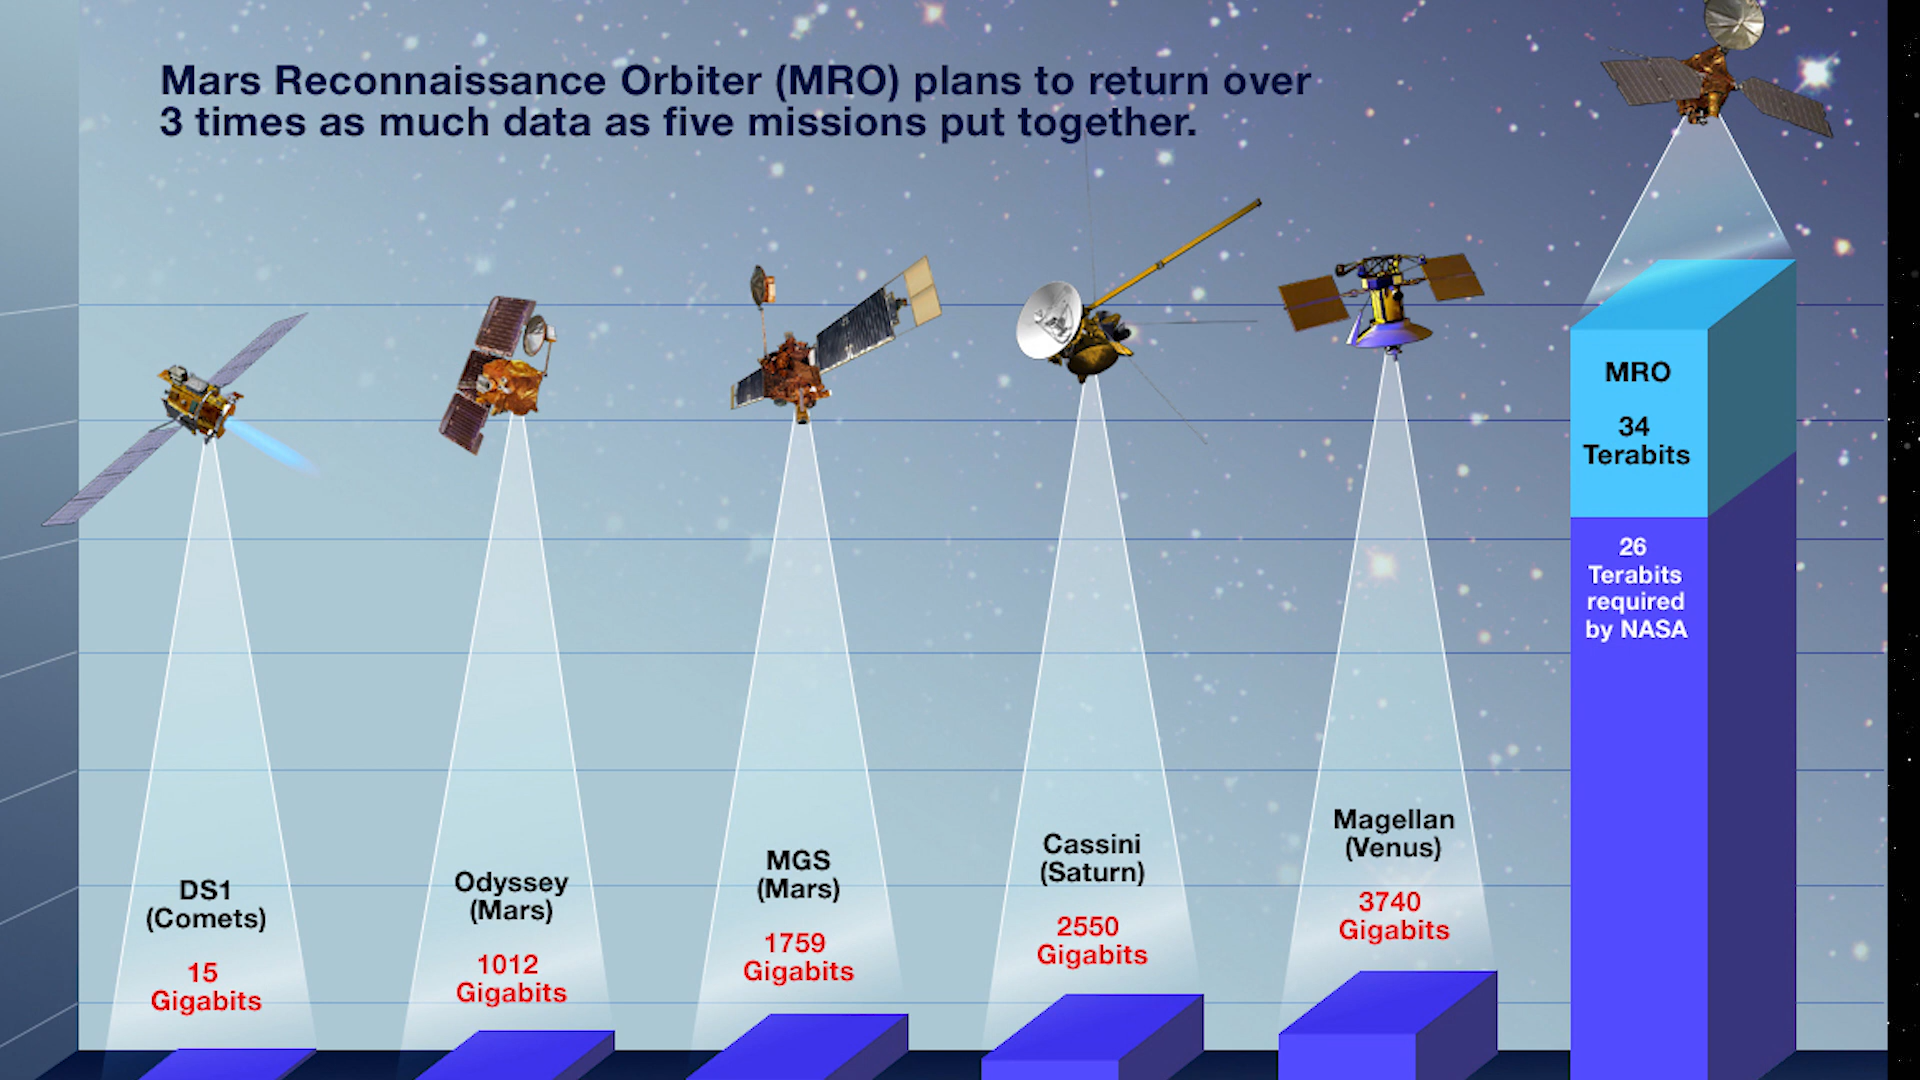 Mars Reconnaissance Orbiter (MRO) plans to return over
3 times as much data as five missions put together.
DS1
(Comets)
15
Gigabits
Odyssey
(Mars)
1012
Gigabits
MGS
(Mars)
1759
Gigabits
Cassini
(Saturn)
2550
Gigabits
Magellan
(Venus)
3740
Gigabits
MRO
34
Terabits
26
Terabits
required
by NASA